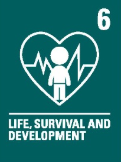 6
LIFE, SURVIVAL AND
DEVELOPMENT